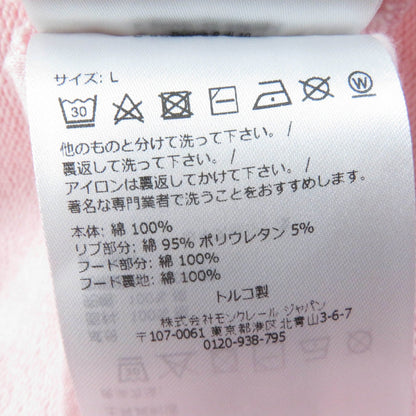 サイズ: L
30
W
他のものと分けて洗って下さい。/
裏返して洗って下さい。/
アイロンは裏返してかけて下さい。/
著名な専門業者で洗うことをおすすめします。
本体: 綿 100%
リブ部分: 綿 95% ポリウレタン 5%
フード部分: 綿 100%
フード裏地: 綿 100%
トルコ製
株式会社モンクレール ジャパン
〒107-0061 東京都港区 北青山3-6-7
0120-938-795